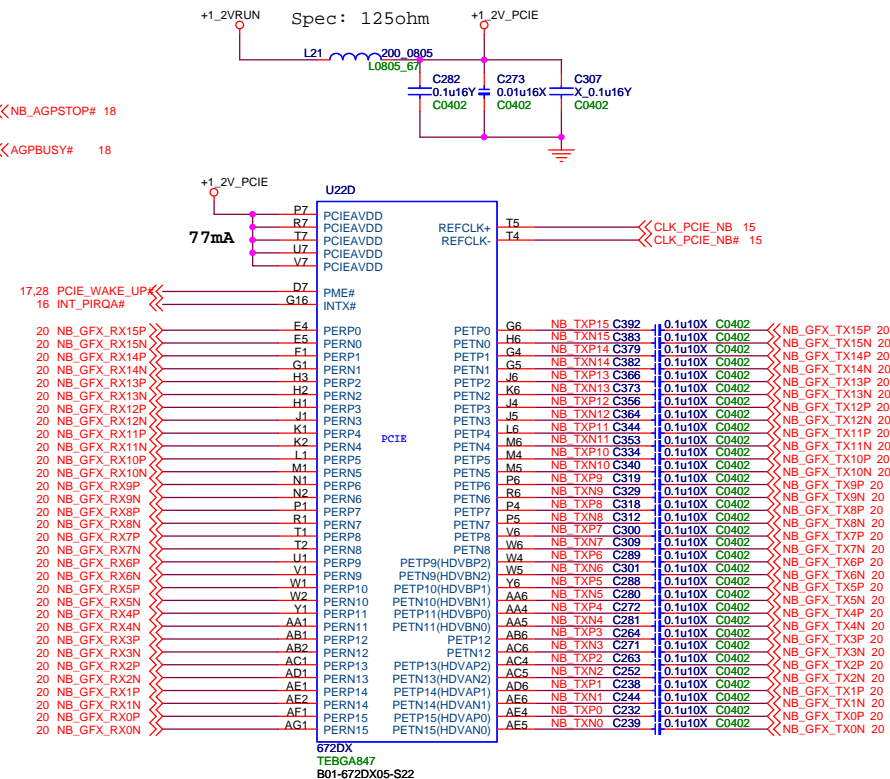 +1_2VRUN Spec: 125ohm +1_2V_PCIE
L21 200_0805
L0805_67
C282 C273 C307
0.1u16Y 0.01u16X X_0.1u16Y
C0402 C0402 C0402
NB_AGPSTOP# 18
AGPBUSY# 18
+1_2V_PCIE
U22D
77mA
P7 PCIEAVDD
R7 PCIEAVDD REFCLK+ T5 CLK_PCIE_NB 15
T7 PCIEAVDD REFCLK- T4 CLK_PCIE_NB# 15
U7 PCIEAVDD
V7 PCIEAVDD
17,28 PCIE_WAKE_UP# D7 PME#
16 INT_PIRQA# G16 INTX#
20 NB_GFX_RX15P E4 PERP0 PETP0 G6 NB_TXP15 C392 0.1u10X C0402 NB_GFX_TX15P 20
20 NB_GFX_RX15N E5 PERN0 PETN0 H6 NB_TXN15 C383 0.1u10X C0402 NB_GFX_TX15N 20
20 NB_GFX_RX14P F1 PERP1 PETP1 G4 NB_TXP14 C379 0.1u10X C0402 NB_GFX_TX14P 20
20 NB_GFX_RX14N G1 PERN1 PETN1 G5 NB_TXN14 C382 0.1u10X C0402 NB_GFX_TX14N 20
20 NB_GFX_RX13P H3 PERP2 PETP2 J6 NB_TXP13 C366 0.1u10X C0402 NB_GFX_TX13P 20
20 NB_GFX_RX13N H2 PERN2 PETN2 K6 NB_TXN13 C373 0.1u10X C0402 NB_GFX_TX13N 20
20 NB_GFX_RX12P H1 PERP3 PETP3 J4 NB_TXP12 C356 0.1u10X C0402 NB_GFX_TX12P 20
20 NB_GFX_RX12N J1 PERN3 PETN3 J5 NB_TXN12 C364 0.1u10X C0402 NB_GFX_TX12N 20
20 NB_GFX_RX11P K1 PERP4 PETP4 L6 NB_TXP11 C344 0.1u10X C0402 NB_GFX_TX11P 20
20 NB_GFX_RX11N K2 PERN4 PCIE PETN4 M6 NB_TXN11 C353 0.1u10X C0402 NB_GFX_TX11N 20
20 NB_GFX_RX10P L1 PERP5 PETP5 M4 NB_TXP10 C334 0.1u10X C0402 NB_GFX_TX10P 20
20 NB_GFX_RX10N M1 PERN5 PETN5 M5 NB_TXN10 C340 0.1u10X C0402 NB_GFX_TX10N 20
20 NB_GFX_RX9P N1 PERP6 PETP6 P6 NB_TXP9 C319 0.1u10X C0402 NB_GFX_TX9P 20
20 NB_GFX_RX9N N2 PERN6 PETN6 R6 NB_TXN9 C329 0.1u10X C0402 NB_GFX_TX9N 20
20 NB_GFX_RX8P P1 PERP7 PETP7 P4 NB_TXP8 C318 0.1u10X C0402 NB_GFX_TX8P 20
20 NB_GFX_RX8N R1 PERN7 PETN7 P5 NB_TXN8 C312 0.1u10X C0402 NB_GFX_TX8N 20
20 NB_GFX_RX7P T1 PERP8 PETP8 V6 NB_TXP7 C300 0.1u10X C0402 NB_GFX_TX7P 20
20 NB_GFX_RX7N T2 PERN8 PETN8 W6 NB_TXN7 C309 0.1u10X C0402 NB_GFX_TX7N 20
20 NB_GFX_RX6P U1 PERP9 PETP9(HDVBP2) W4 NB_TXP6 C289 0.1u10X C0402 NB_GFX_TX6P 20
20 NB_GFX_RX6N V1 PERN9 PETN9(HDVBN2) W5 NB_TXN6 C301 0.1u10X C0402 NB_GFX_TX6N 20
20 NB_GFX_RX5P W1 PERP10 PETP10(HDVBP1) Y6 NB_TXP5 C288 0.1u10X C0402 NB_GFX_TX5P 20
20 NB_GFX_RX5N W2 PERN10 PETN10(HDVBN1) AA6 NB_TXN5 C280 0.1u10X C0402 NB_GFX_TX5N 20
20 NB_GFX_RX4P Y1 PERP11 PETP11(HDVBP0) AA4 NB_TXP4 C272 0.1u10X C0402 NB_GFX_TX4P 20
20 NB_GFX_RX4N AA1 PERN11 PETN11(HDVBN0) AA5 NB_TXN4 C281 0.1u10X C0402 NB_GFX_TX4N 20
20 NB_GFX_RX3P AB1 PERP12 PETP12 AB6 NB_TXP3 C264 0.1u10X C0402 NB_GFX_TX3P 20
20 NB_GFX_RX3N AB2 PERN12 PETN12 AC6 NB_TXN3 C271 0.1u10X C0402 NB_GFX_TX3N 20
20 NB_GFX_RX2P AC1 PERP13 PETP13(HDVAP2) AC4 NB_TXP2 C263 0.1u10X C0402 NB_GFX_TX2P 20
20 NB_GFX_RX2N AD1 PERN13 PETN13(HDVAN2) AC5 NB_TXN2 C252 0.1u10X C0402 NB_GFX_TX2N 20
20 NB_GFX_RX1P AE1 PERP14 PETP14(HDVAP1) AD6 NB_TXP1 C238 0.1u10X C0402 NB_GFX_TX1P 20
20 NB_GFX_RX1N AE2 PERN14 PETN14(HDVAN1) AE6 NB_TXN1 C244 0.1u10X C0402 NB_GFX_TX1N 20
20 NB_GFX_RX0P AF1 PERP15 PETP15(HDVAP0) AE4 NB_TXP0 C232 0.1u10X C0402 NB_GFX_TX0P 20
20 NB_GFX_RX0N AG1 PERN15 PETN15(HDVAN0) AE5 NB_TXN0 C239 0.1u10X C0402 NB_GFX_TX0N 20
672DX
TEBGA847
B01-672DX05-S22